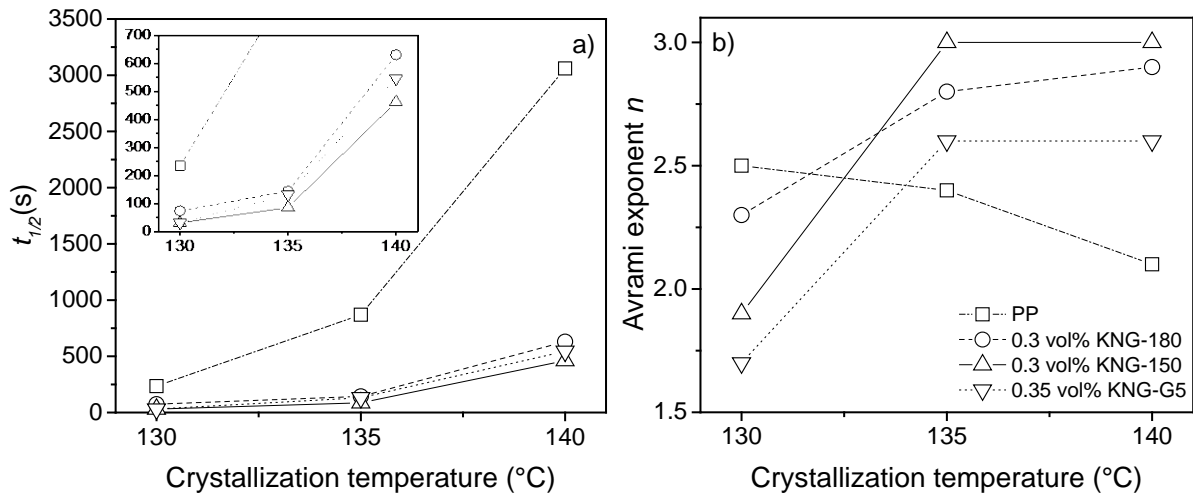 a)
t1/2(s)
3500
3000
2500
2000
1500
1000
500
0
700
600
500
400
300
200
100
0
130 135 140
130 135 140
Crystallization temperature (°C)
b)
Avrami exponent n
3.0
2.5
2.0
1.5
PP
0.3 vol% KNG-180
0.3 vol% KNG-150
0.35 vol% KNG-G5
130 135 140
Crystallization temperature (°C)